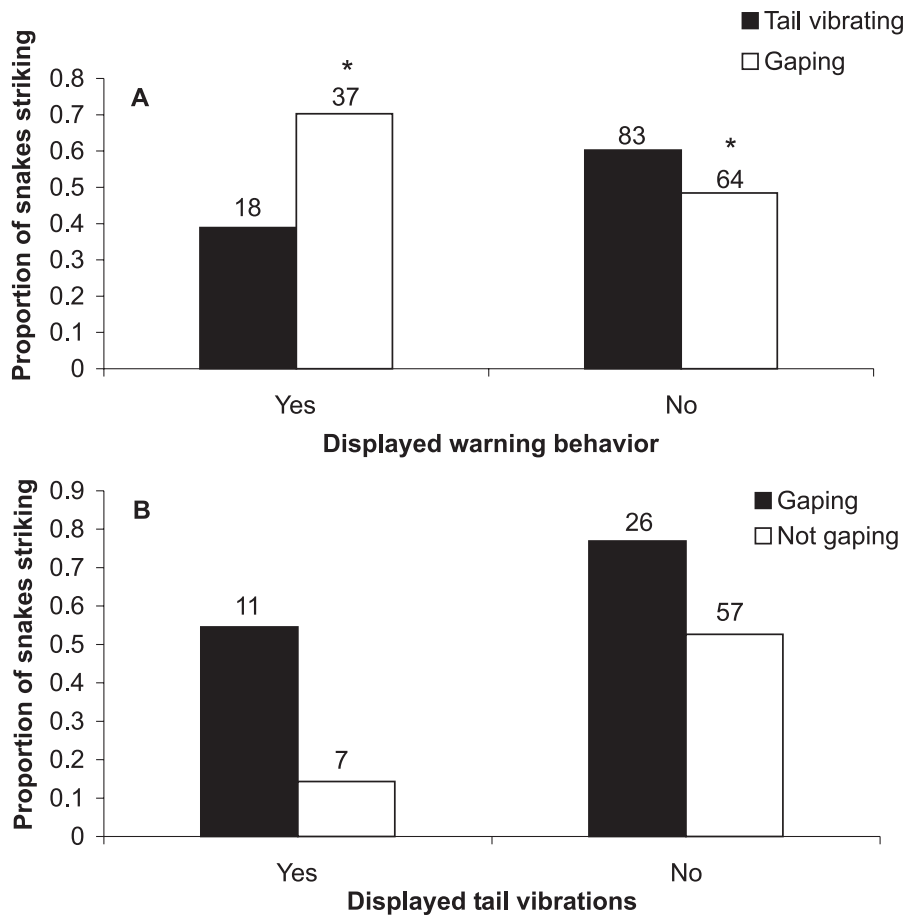 Tail vibrating
Gaping
Proportion of snakes striking
A
0.8
0.7
0.6
0.5
0.4
0.3
0.2
0.1
0
18
*
37
83
*
64
Yes
No
Displayed warning behavior
Proportion of snakes striking
B
Gaping
Not gaping
0.9
0.8
0.7
0.6
0.5
0.4
0.3
0.2
0.1
0
11
7
26
57
Yes
No
Displayed tail vibrations